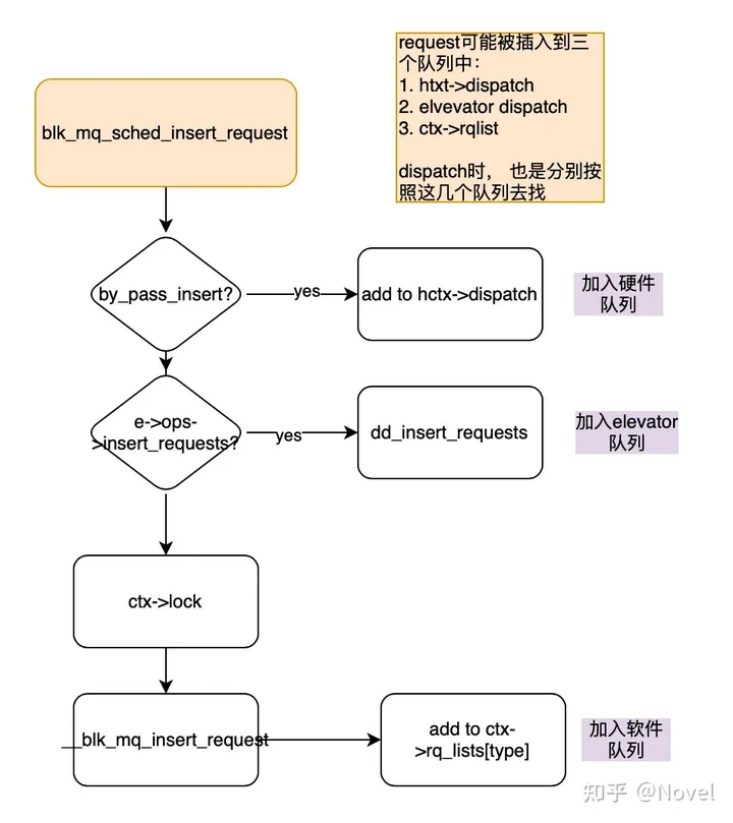 request可能被插入到三
个队列中：
1. htxt->dispatch
2. elvevator dispatch
3. ctx->rqlist
dispatch时， 也是分别按
照这几个队列去找
blk_mq_sched_insert_request
by_pass_insert?
yes
add to hctx->dispatch
加入硬件
队列
e->ops-
>insert_requests?
yes
dd_insert_requests
加入elevator
队列
ctx->lock
__blk_mq_insert_request
add to ctx-
>rq_lists[type]
加入软件
队列
知乎 @Novel